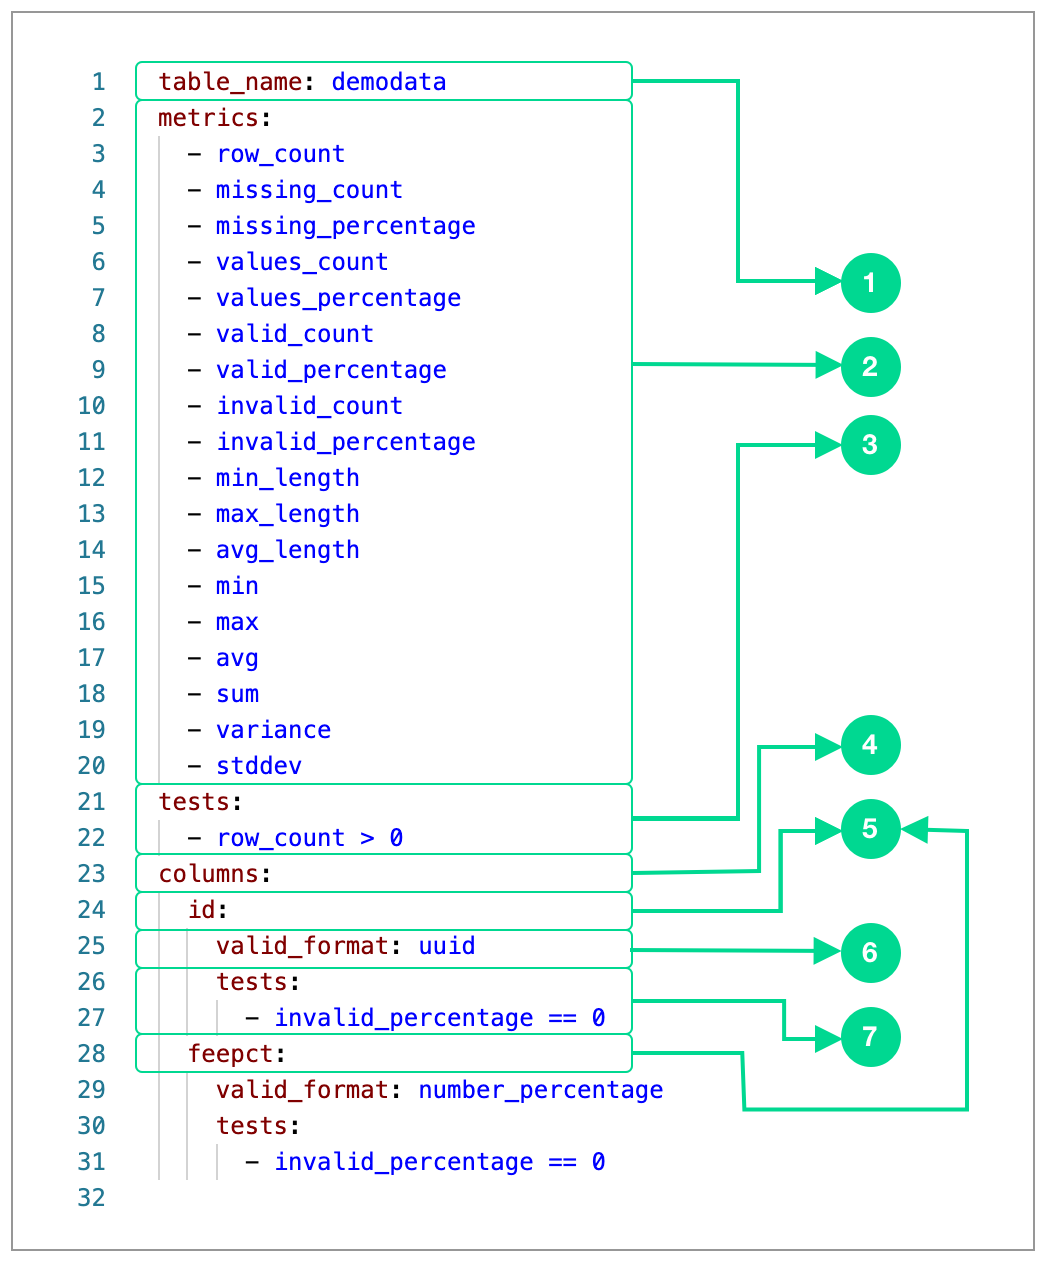 1 table_name: demodata
2 metrics:
3 - row_count
4 - missing_count
5 - missing_percentage
6 - values_count
7 - values_percentage
8 - valid_count
9 - valid_percentage
10 - invalid_count
11 - invalid_percentage
12 - min_length
13 - max_length
14 - avg_length
15 - min
16 - max
17 - avg
18 - sum
19 - variance
20 - stddev
21 tests:
22 - row_count > 0
23 columns:
24 id:
25 valid_format: uuid
26 tests:
27 - invalid_percentage == 0
28 feepct:
29 valid_format: number_percentage
30 tests:
31 - invalid_percentage == 0
32
1
2
3
4
5
6
7